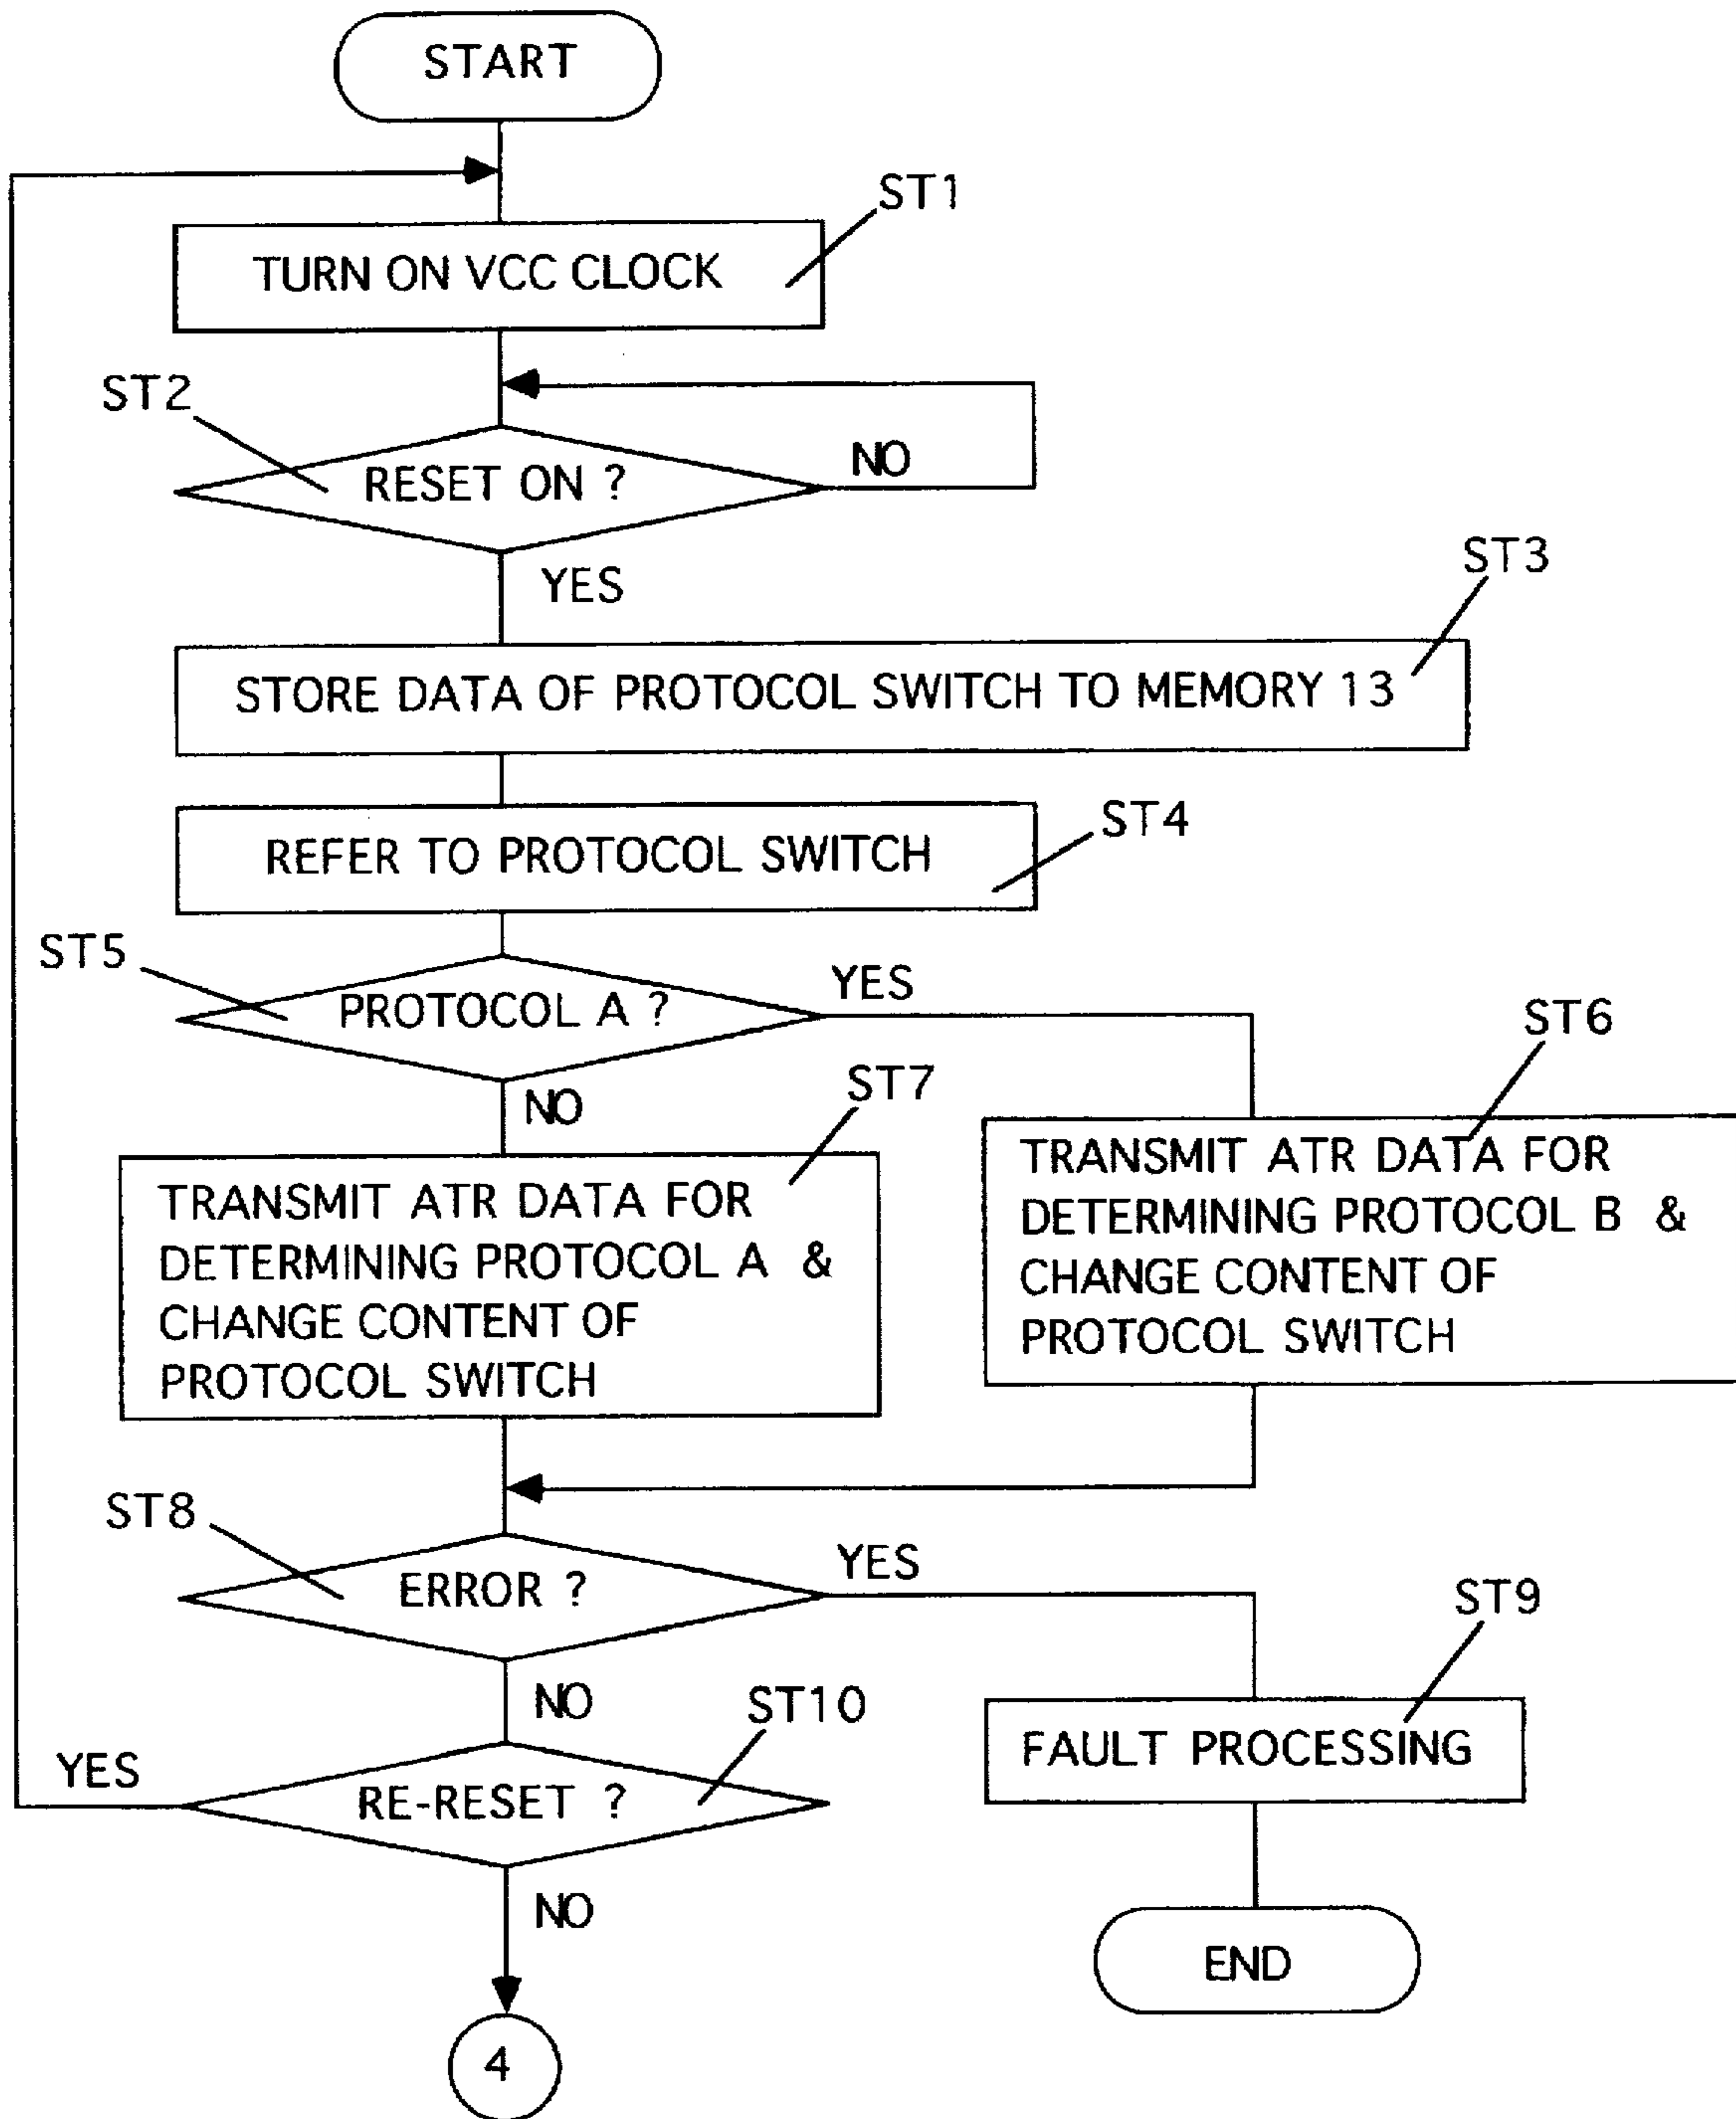 START
ST1
TURN ON VCC CLOCK
ST2
RESET ON ?
NO
YES
ST3
STORE DATA OF PROTOCOL SWITCH TO MEMORY 13
ST4
REFER TO PROTOCOL SWITCH
ST5
PROTOCOL A ?
YES
NO
ST6
TRANSMIT ATR DATA FOR
DETERMINING PROTOCOL B &
CHANGE CONTENT OF
PROTOCOL SWITCH
ST7
TRANSMIT ATR DATA FOR
DETERMINING PROTOCOL A &
CHANGE CONTENT OF
PROTOCOL SWITCH
ST8
ERROR ?
YES
NO
ST9
FAULT PROCESSING
END
ST10
RE-RESET ?
YES
NO
4